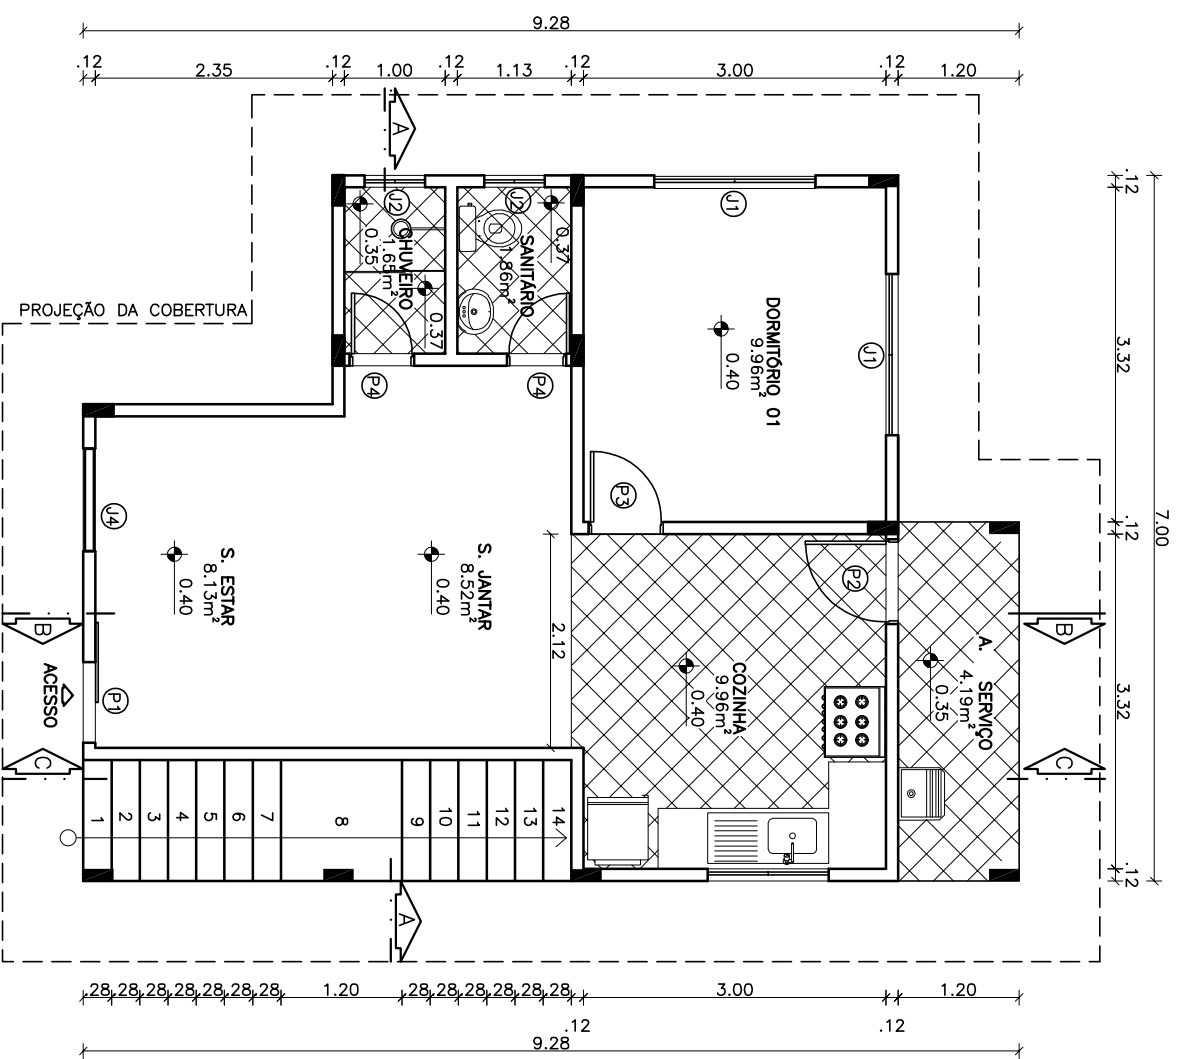 9.28
.12
2.35
.12
1.00
.12
1.13
.12
3.00
.12
1.20
A
PROJEÇÃO DA COBERTURA
J2
0.35
CHUVEIRO
1.65m²
0.37
J2
0.37
SANITÁRIO
1.86m²
J1
DORMITÓRIO 01
9.96m²
0.40
J1
.12
3.32
.12
7.00
3.32
.12
P4
P4
P3
P2
J4
S. ESTAR
8.13m²
0.40
S. JANTAR
8.52m²
0.40
2.12
COZINHA
9.96m²
0.40
A. SERVIÇO
4.19m²
0.35
B
B
ACESSO
P1
C
C
1
2
3
4
5
6
7
8
9
10
11
12
13
14
A
.28
.28
.28
.28
.28
.28
.28
1.20
.28
.28
.28
.28
.28
.28
3.00
1.20
.12
.12
9.28